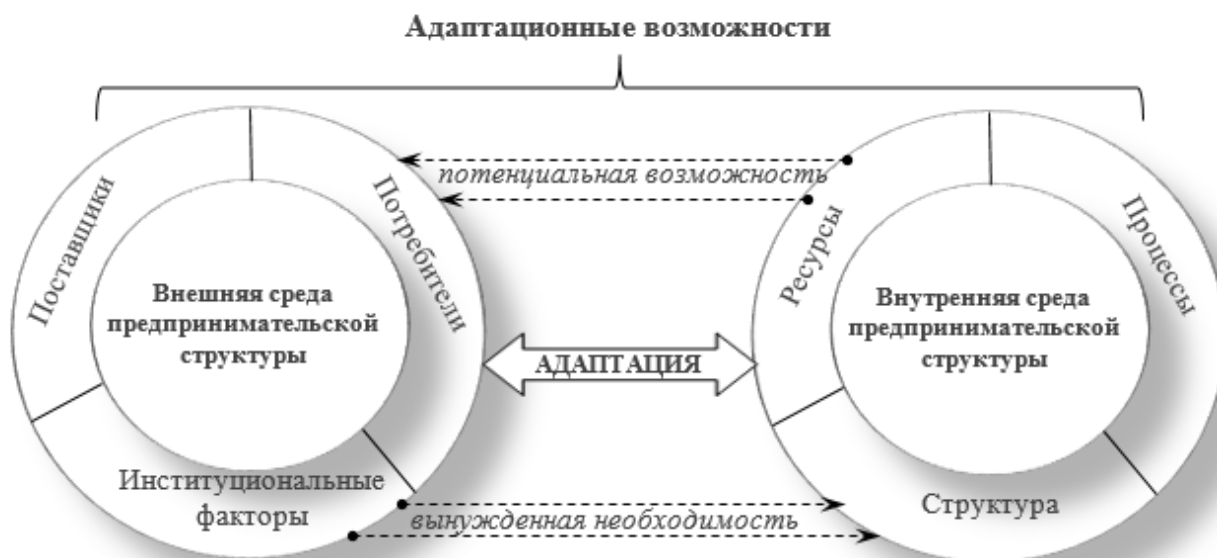 Адаптационные возможности
Поставщики
Потребители
Внешняя среда
предпринимательской
структуры
Институциональные
факторы
потенциальная возможность
АДАПТАЦИЯ
вынужденная необходимость
Ресурсы
Процессы
Внутренняя среда
предпринимательской
структуры
Структура